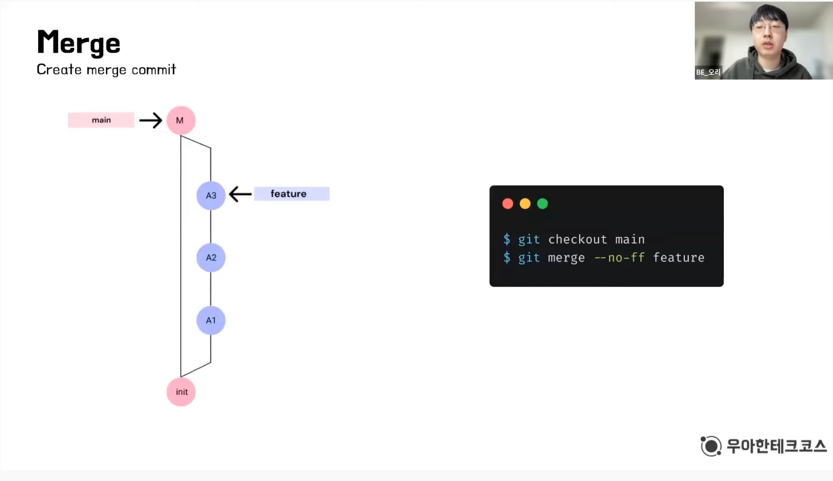 Merge
Create merge commit
BE_오리
main
M
A3
feature
A2
A1
init
$ git checkout main
$ git merge --no-ff feature
우아한테크코스